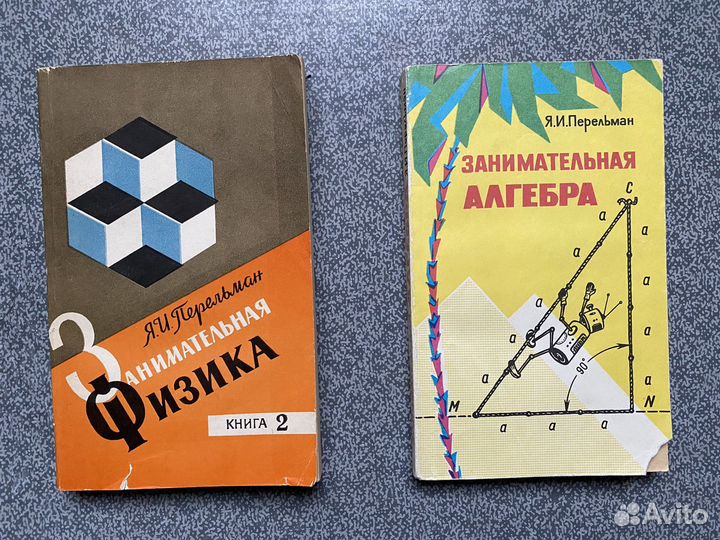 Я.И.Перельман
Занимательная
Физика
КНИГА 2
Я.И.Перельман
ЗАНИМАТЕЛЬНАЯ
АЛГЕБРА
C
a
a
a
a
a
a
a
a
a
90°
a
M
N
a
a
a
Avito